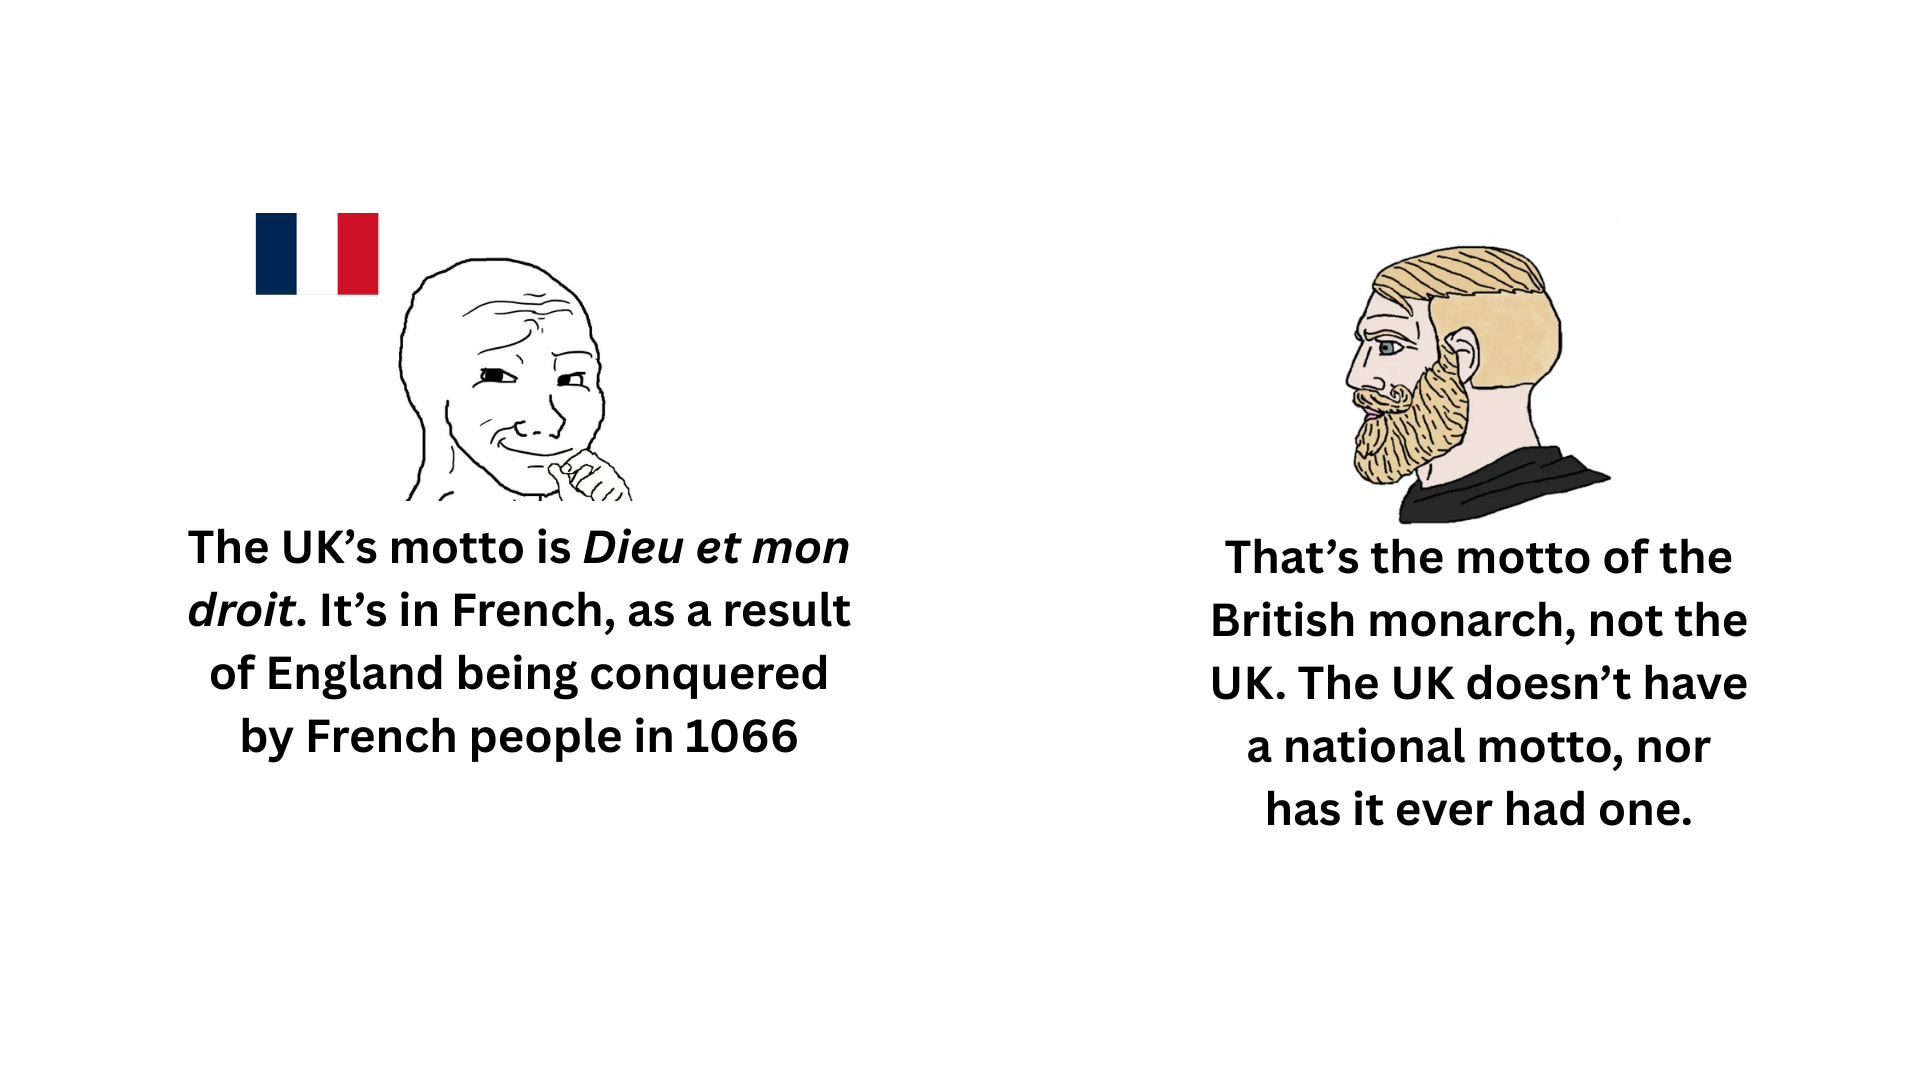 The UK’s motto is Dieu et mon
droit. It’s in French, as a result
of England being conquered
by French people in 1066
That’s the motto of the
British monarch, not the
UK. The UK doesn’t have
a national motto, nor
has it ever had one.